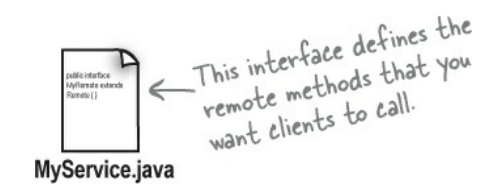 public interface
MyRemote extends
Remote { }
This interface defines the
remote methods that you
want clients to call.
MyService.java